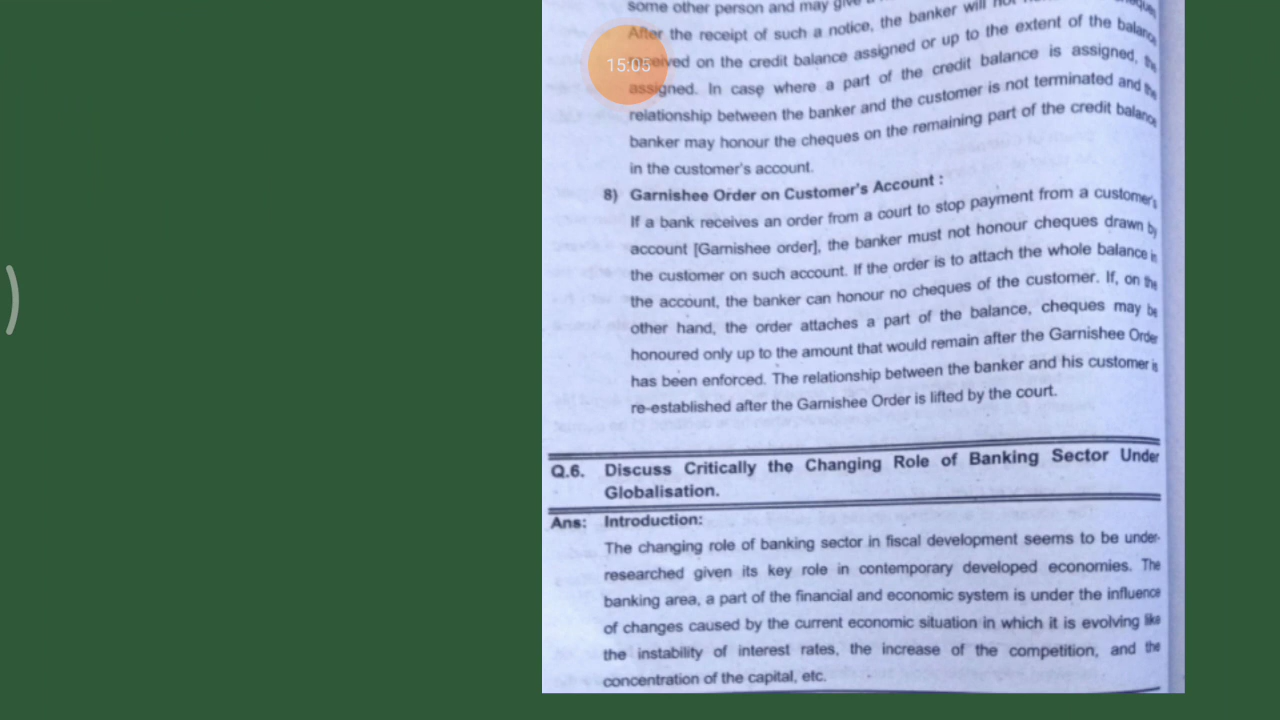 some other person and may give
After the receipt of such a notice, the banker will
received on the credit balance assigned or up to the extent of the balance
assigned. In case where a part of the credit balance is assigned, the
relationship between the banker and the customer is not terminated and the
banker may honour the cheques on the remaining part of the credit balance
in the customer's account.
8) Garnishee Order on Customer's Account :
If a bank receives an order from a court to stop payment from a customer's
account [Garnishee order], the banker must not honour cheques drawn by
the customer on such account. If the order is to attach the whole balance in
the account, the banker can honour no cheques of the customer. If, on the
other hand, the order attaches a part of the balance, cheques may be
honoured only up to the amount that would remain after the Garnishee Order
has been enforced. The relationship between the banker and his customer is
re-established after the Garnishee Order is lifted by the court.
Q.6. Discuss Critically the Changing Role of Banking Sector Under
Globalisation.
Ans: Introduction:
The changing role of banking sector in fiscal development seems to be under-
researched given its key role in contemporary developed economies. The
banking area, a part of the financial and economic system is under the influence
of changes caused by the current economic situation in which it is evolving like
the instability of interest rates, the increase of the competition, and the
concentration of the capital, etc.
15:05